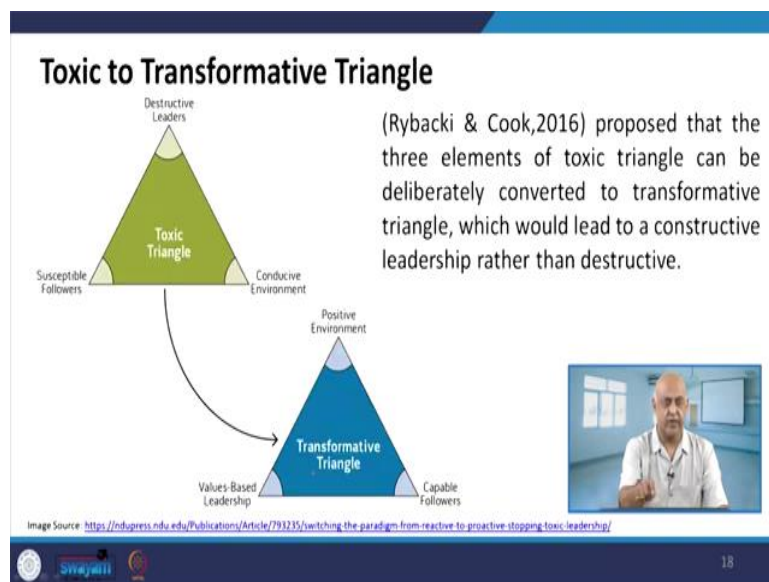 Toxic to Transformative Triangle
Destructive
Leaders
Toxic
Triangle
Susceptible
Followers
Conducive
Environment
(Rybacki & Cook,2016) proposed that the
three elements of toxic triangle can be
deliberately converted to transformative
triangle, which would lead to a constructive
leadership rather than destructive.
Positive
Environment
Transformative
Triangle
Values-Based
Leadership
Capable
Followers
Image Source: https://ndupress.ndu.edu/Publications/Article/793235/switching-the-paradigm-from-reactive-to-proactive-stopping-toxic-leadership/
swayam
18